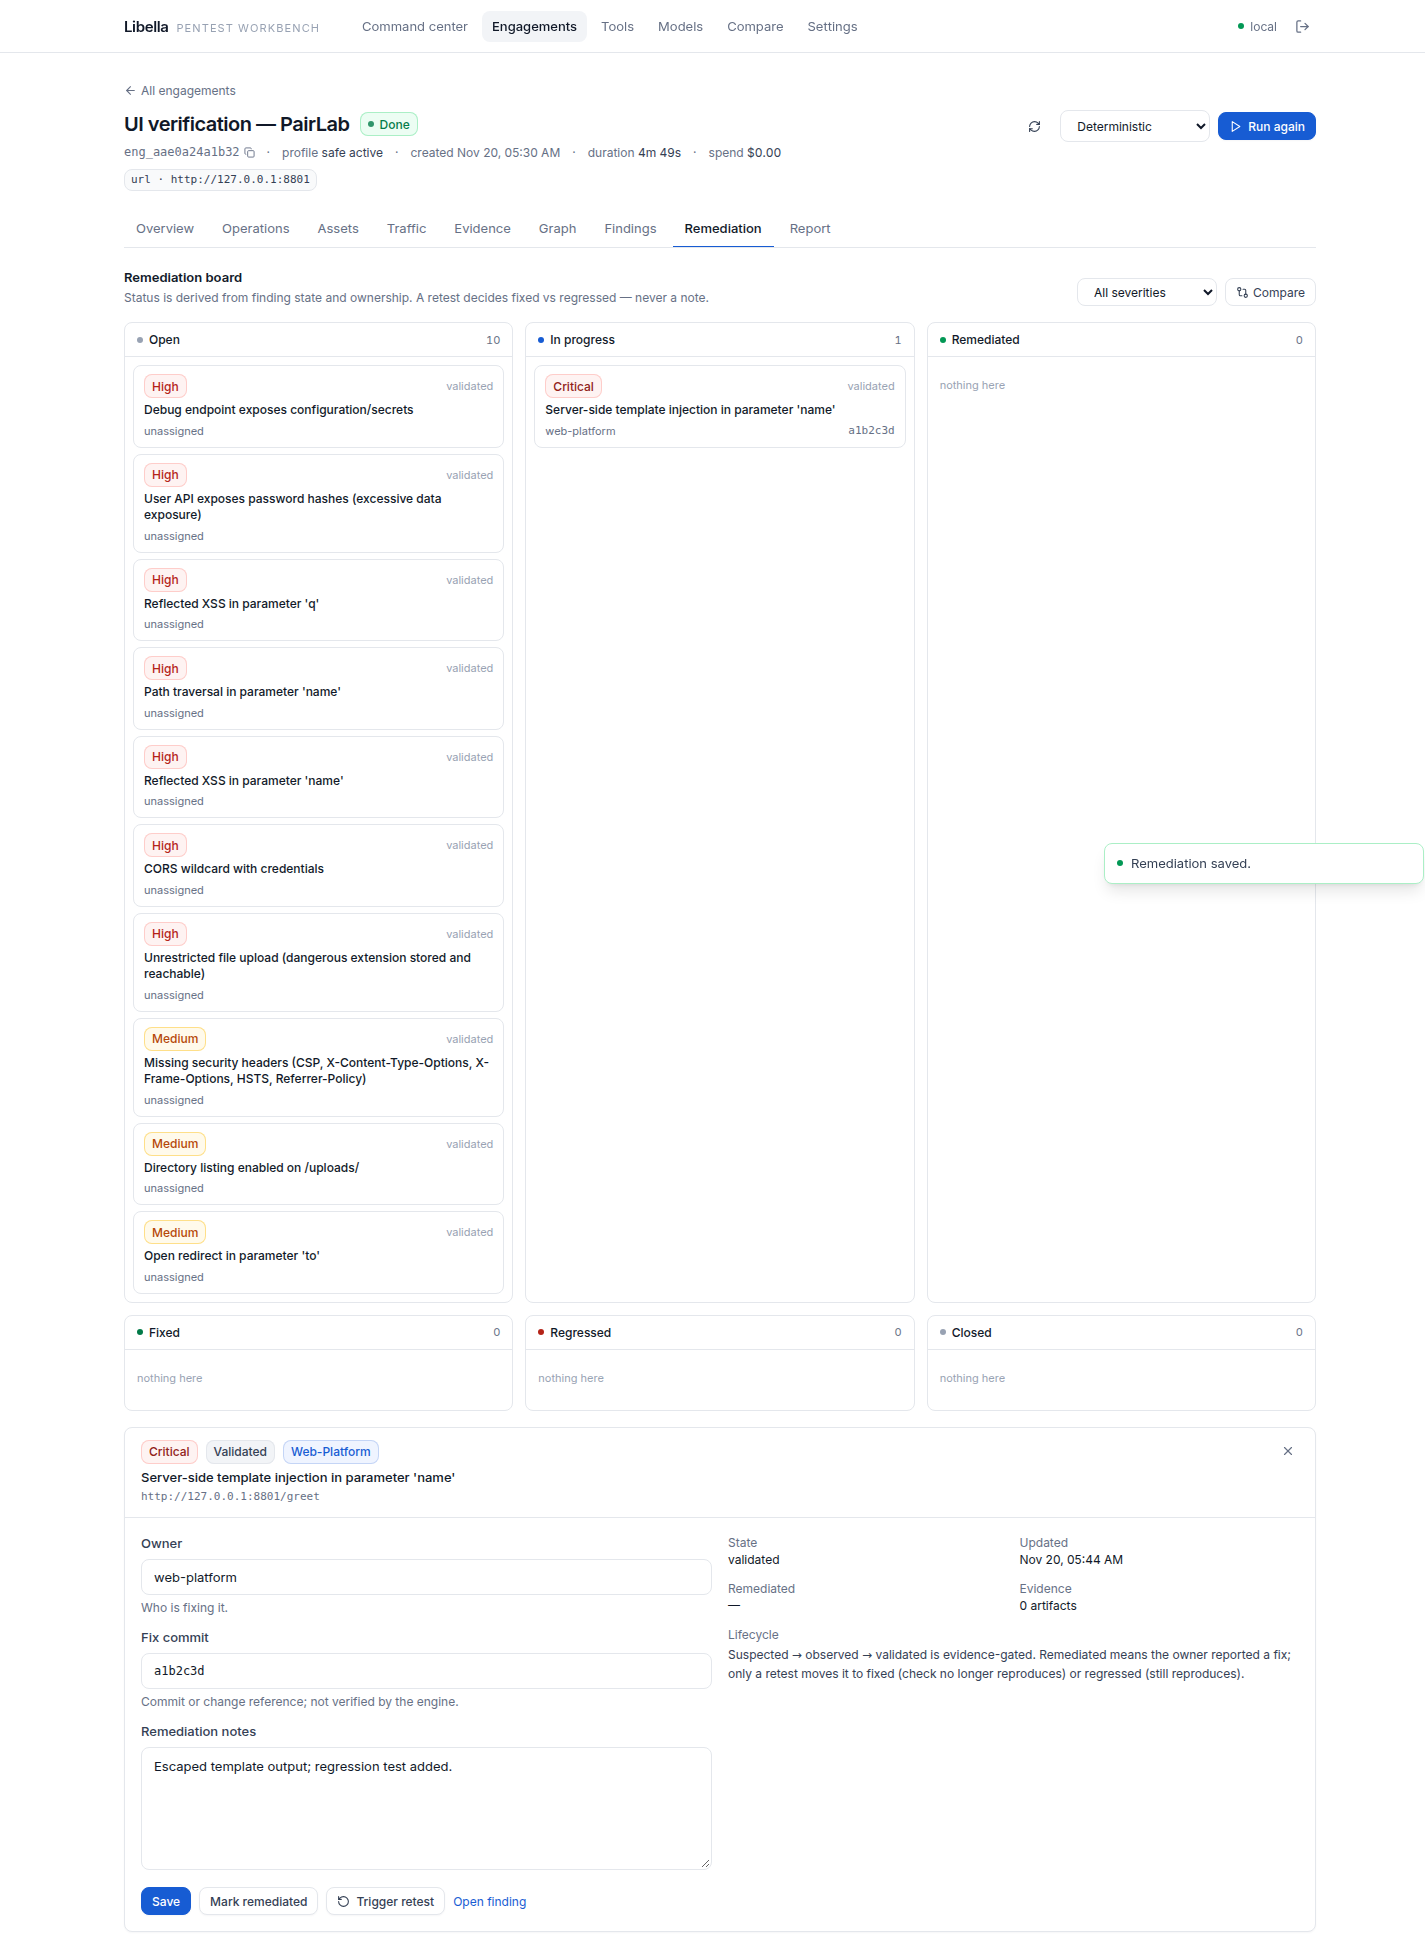 Libella PENTEST WORKBENCH Command center Engagements Tools Models Compare Settings local
All engagements
UI verification — PairLab Done Deterministic Run again
eng_aae0a24a1b32 · profile safe active · created Nov 20, 05:30 AM · duration 4m 49s · spend $0.00
url · http://127.0.0.1:8801
Overview Operations Assets Traffic Evidence Graph Findings Remediation Report
Remediation board
Status is derived from finding state and ownership. A retest decides fixed vs regressed — never a note.
All severities Compare
Open 10
High validated
Debug endpoint exposes configuration/secrets
unassigned
High validated
User API exposes password hashes (excessive data
exposure)
unassigned
High validated
Reflected XSS in parameter 'q'
unassigned
High validated
Path traversal in parameter 'name'
unassigned
High validated
Reflected XSS in parameter 'name'
unassigned
High validated
CORS wildcard with credentials
unassigned
High validated
Unrestricted file upload (dangerous extension stored and
reachable)
unassigned
Medium validated
Missing security headers (CSP, X-Content-Type-Options, X-
Frame-Options, HSTS, Referrer-Policy)
unassigned
Medium validated
Directory listing enabled on /uploads/
unassigned
Medium validated
Open redirect in parameter 'to'
unassigned
In progress 1
Critical validated
Server-side template injection in parameter 'name'
web-platform a1b2c3d
Remediated 0
nothing here
Remediation saved.
Fixed 0
nothing here
Regressed 0
nothing here
Closed 0
nothing here
Critical Validated Web-Platform
Server-side template injection in parameter 'name'
http://127.0.0.1:8801/greet
Owner
web-platform
Who is fixing it.
Fix commit
a1b2c3d
Commit or change reference; not verified by the engine.
Remediation notes
Escaped template output; regression test added.
Save Mark remediated Trigger retest Open finding
State Updated
validated Nov 20, 05:44 AM
Remediated Evidence
— 0 artifacts
Lifecycle
Suspected → observed → validated is evidence-gated. Remediated means the owner reported a fix;
only a retest moves it to fixed (check no longer reproduces) or regressed (still reproduces).